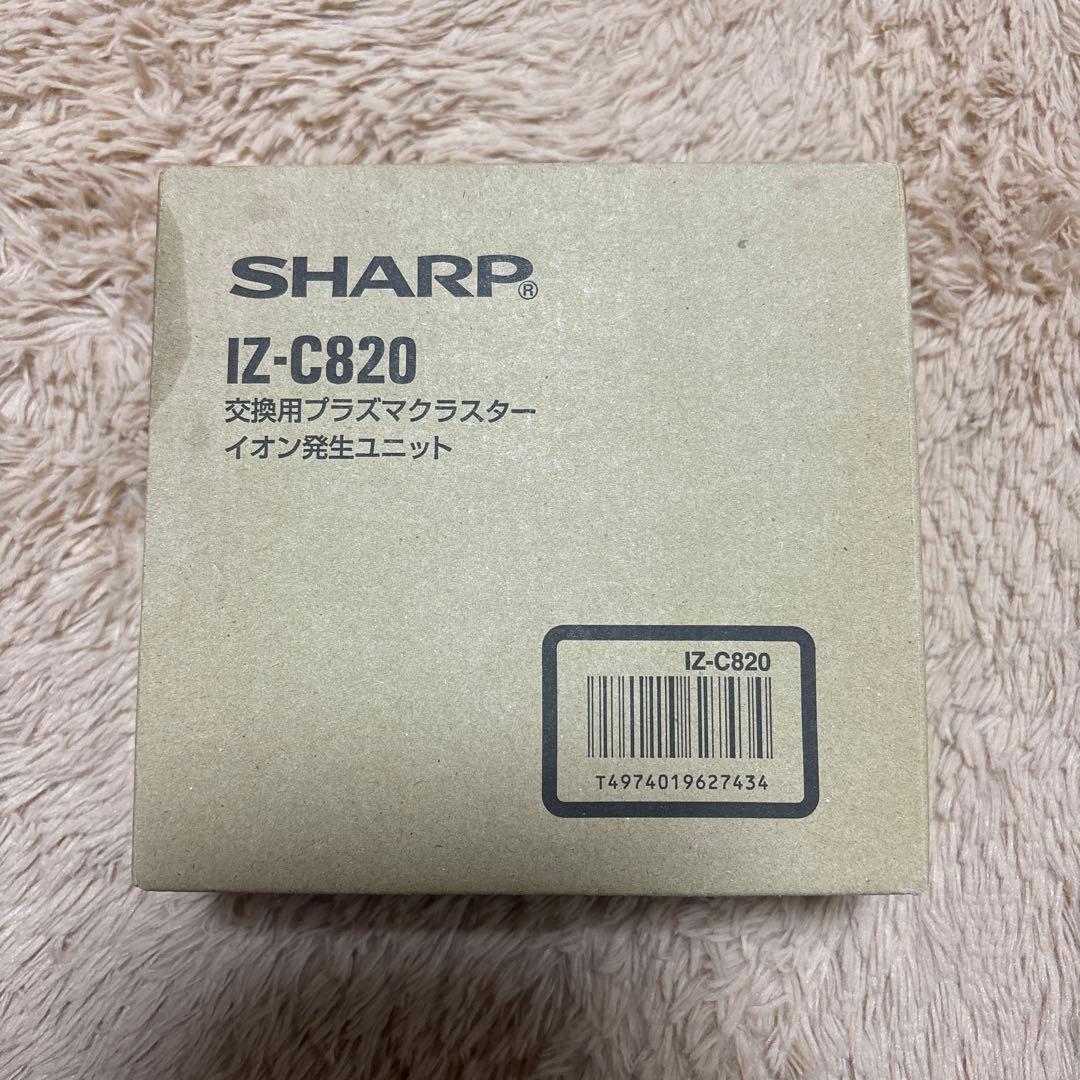 SHARP®
IZ-C820
交換用プラズマクラスター
イオン発生ユニット
IZ-C820
T4974019627434